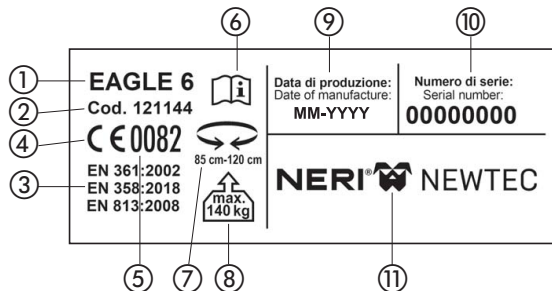 ⑥
⑨
⑩
① EAGLE 6
② Cod. 121144
④ CE0082
③ EN 361:2002
EN 358:2018
EN 813:2008
85 cm-120 cm
max.
140 kg
Data di produzione:
Date of manufacture:
MM-YYYY
Numero di serie:
Serial number:
00000000
NERI® NEWTEC
⑤
⑦
⑧
⑪